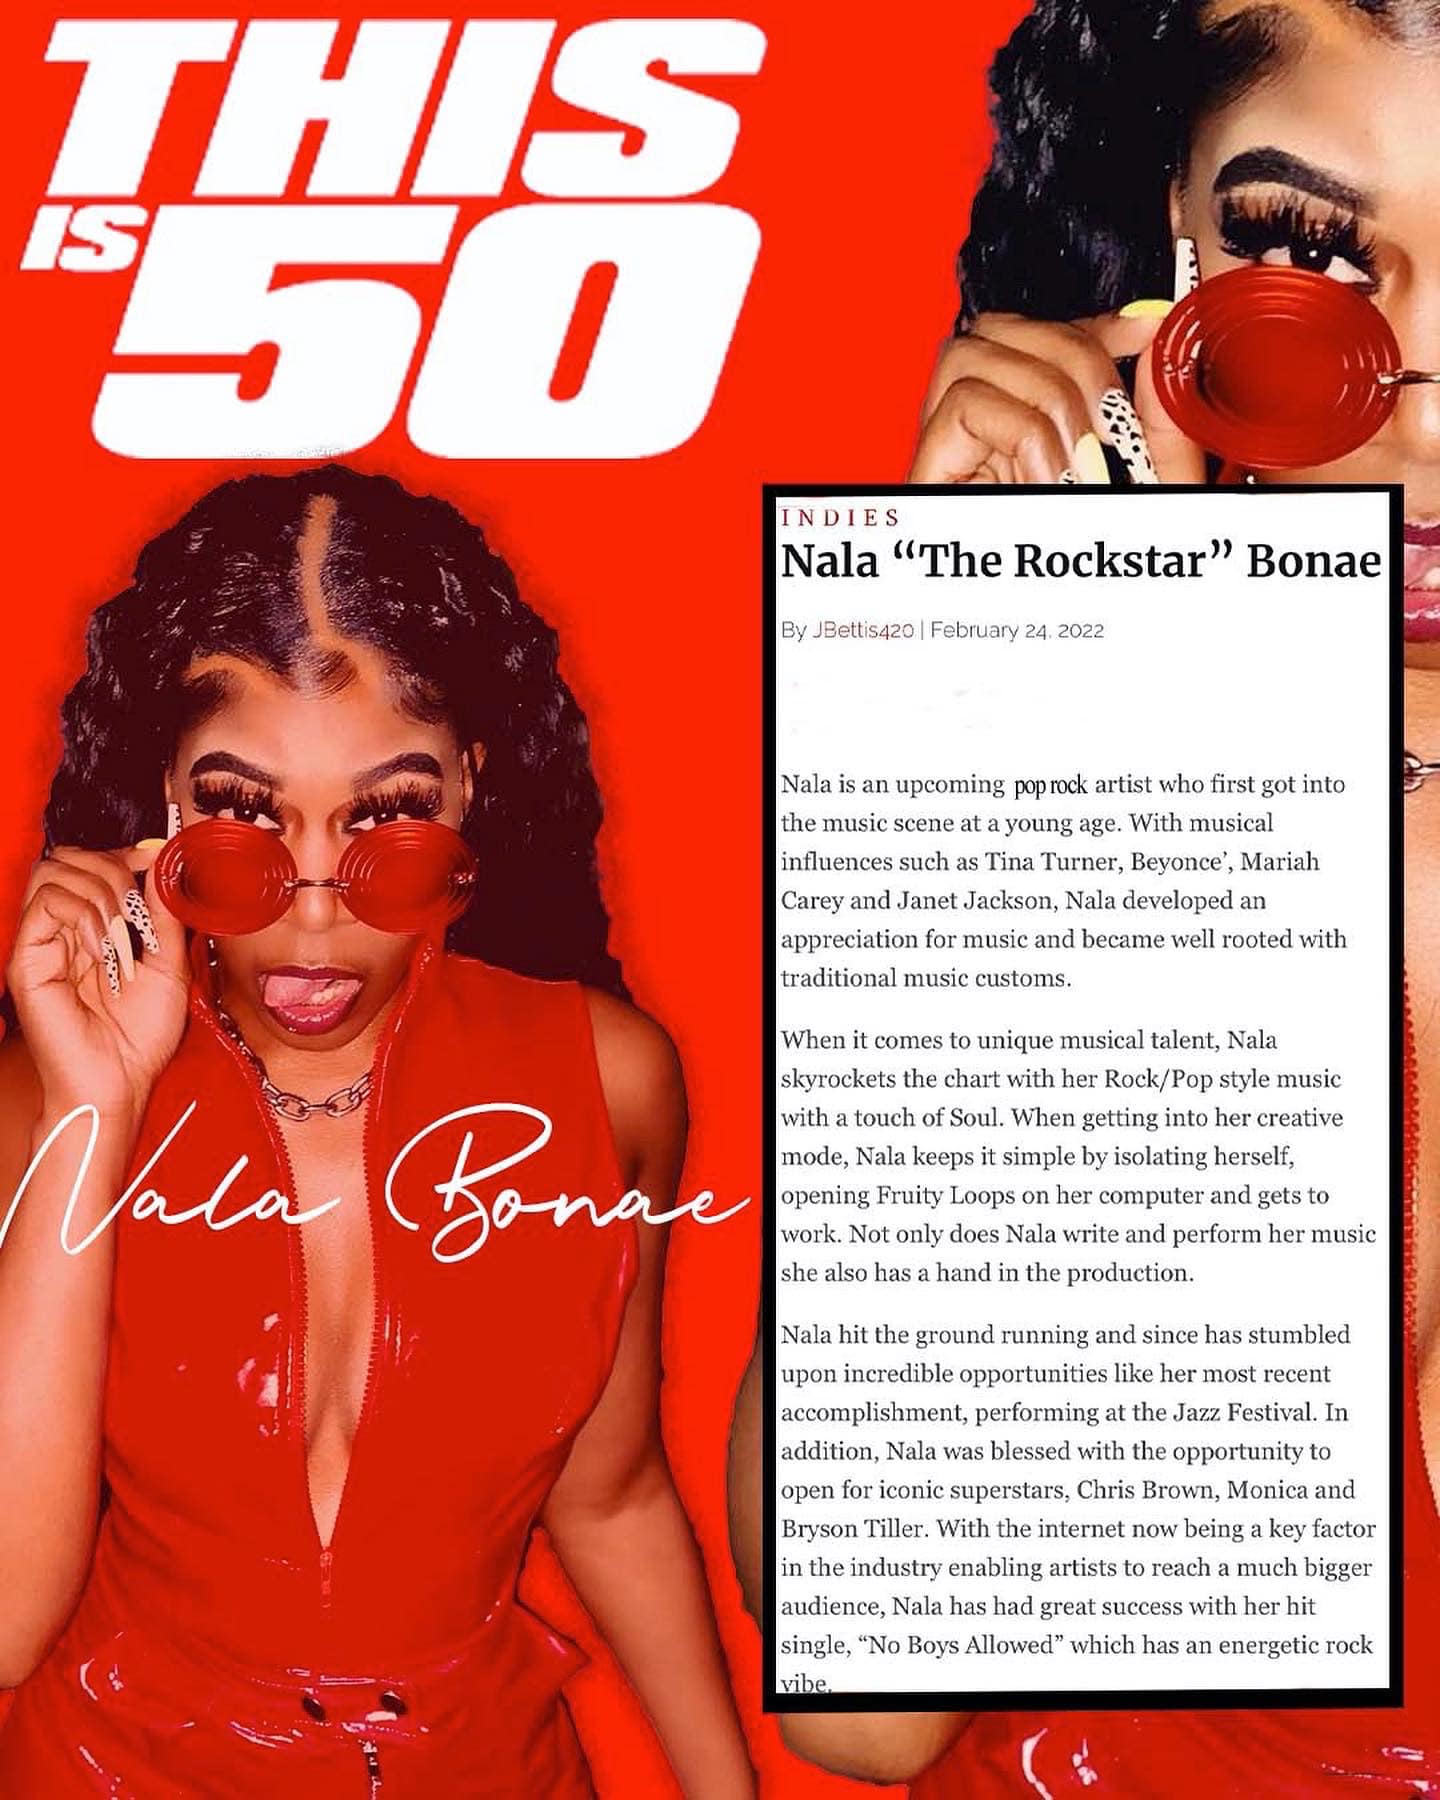 THIS
IS 50
INDIES
Nala “The Rockstar” Bonae
By JBettis420 | February 24, 2022
Nala is an upcoming pop rock artist who first got into
the music scene at a young age. With musical
influences such as Tina Turner, Beyonce’, Mariah
Carey and Janet Jackson, Nala developed an
appreciation for music and became well rooted with
traditional music customs.
When it comes to unique musical talent, Nala
skyrockets the chart with her Rock/Pop style music
with a touch of Soul. When getting into her creative
mode, Nala keeps it simple by isolating herself,
opening Fruity Loops on her computer and gets to
work. Not only does Nala write and perform her music
she also has a hand in the production.
Nala hit the ground running and since has stumbled
upon incredible opportunities like her most recent
accomplishment, performing at the Jazz Festival. In
addition, Nala was blessed with the opportunity to
open for iconic superstars, Chris Brown, Monica and
Bryson Tiller. With the internet now being a key factor
in the industry enabling artists to reach a much bigger
audience, Nala has had great success with her hit
single, “No Boys Allowed” which has an energetic rock
vibe.
Nala Bonae